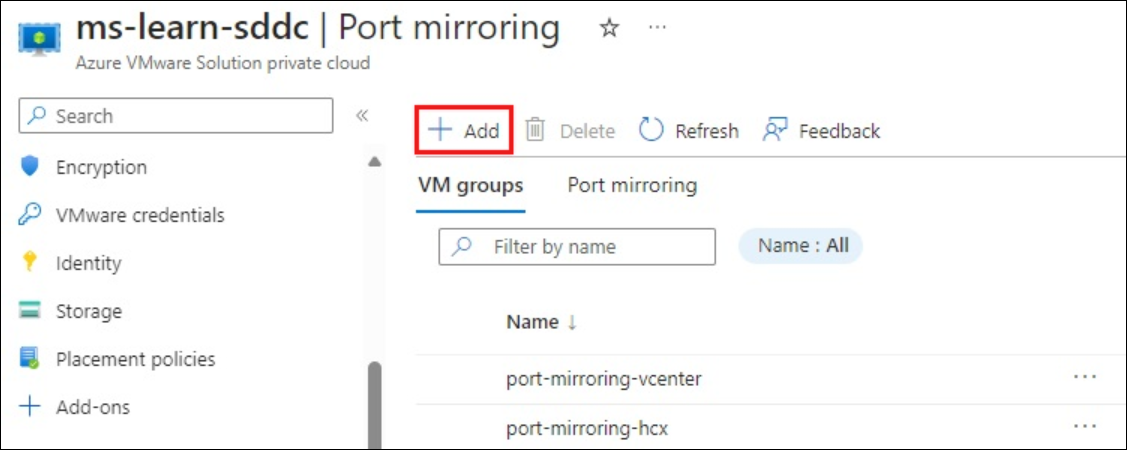 ms-learn-sddc | Port mirroring ☆ ···
Azure VMware Solution private cloud
Search «
+ Add Delete Refresh Feedback
Encryption
VMware credentials
Identity
Storage
Placement policies
+ Add-ons
VM groups Port mirroring
Filter by name Name : All
Name ↓
port-mirroring-vcenter ···
port-mirroring-hcx ···